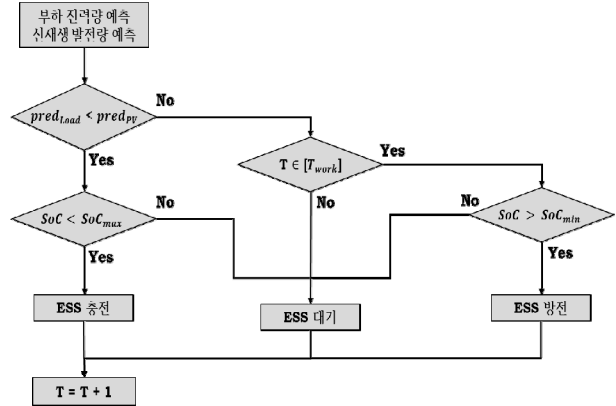 부하 진력량 예측
신새생 발전량 예측
pred_Load < pred_PV
No
Yes
T ∈ [T_work]
Yes
No
SoC < SoC_max
No
Yes
No
SoC > SoC_min
Yes
ESS 충전
ESS 대기
ESS 방전
T = T + 1